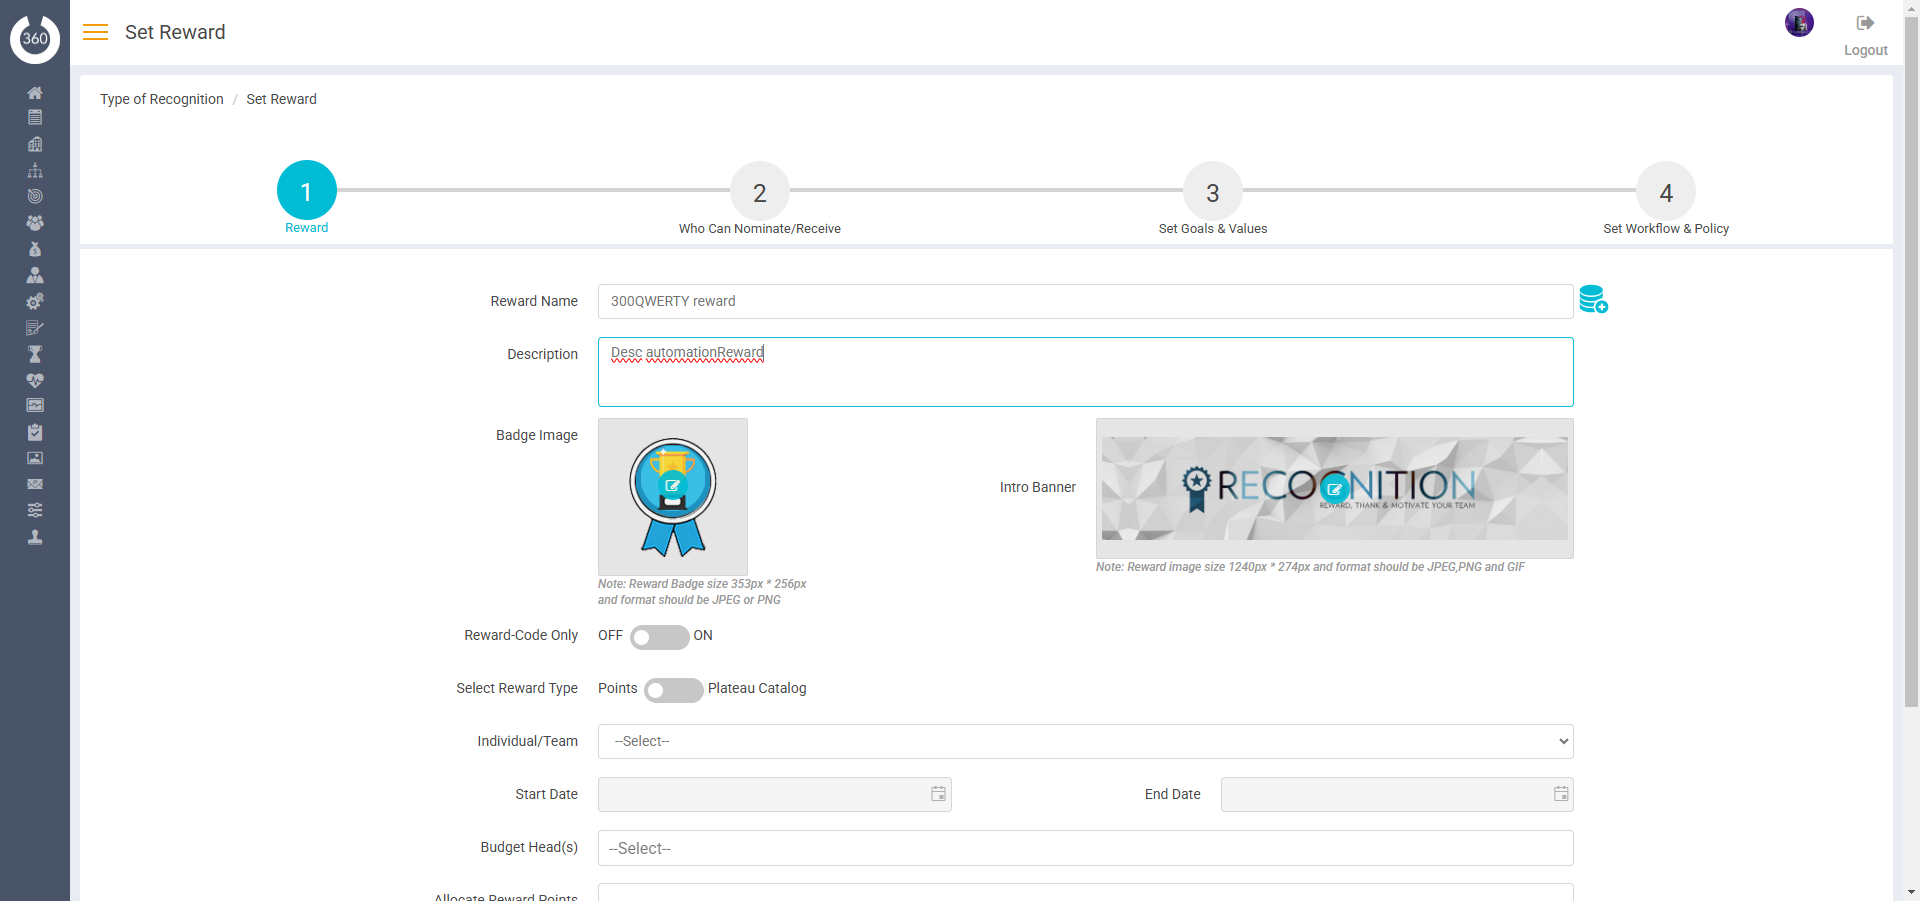 360
Set Reward
Logout
Type of Recognition / Set Reward
1
2
3
4
Reward
Who Can Nominate/Receive
Set Goals & Values
Set Workflow & Policy
Reward Name
300QWERTY reward
Description
Desc automationReward
Badge Image
Intro Banner
RECOGNITION
REWARD, THANK & MOTIVATE YOUR TEAM
Note: Reward Badge size 353px * 256px
and format should be JPEG or PNG
Note: Reward image size 1240px * 274px and format should be JPEG,PNG and GIF
Reward-Code Only
OFF
ON
Select Reward Type
Points
Plateau Catalog
Individual/Team
--Select--
Start Date
End Date
Budget Head(s)
--Select--
Allocate Reward Points